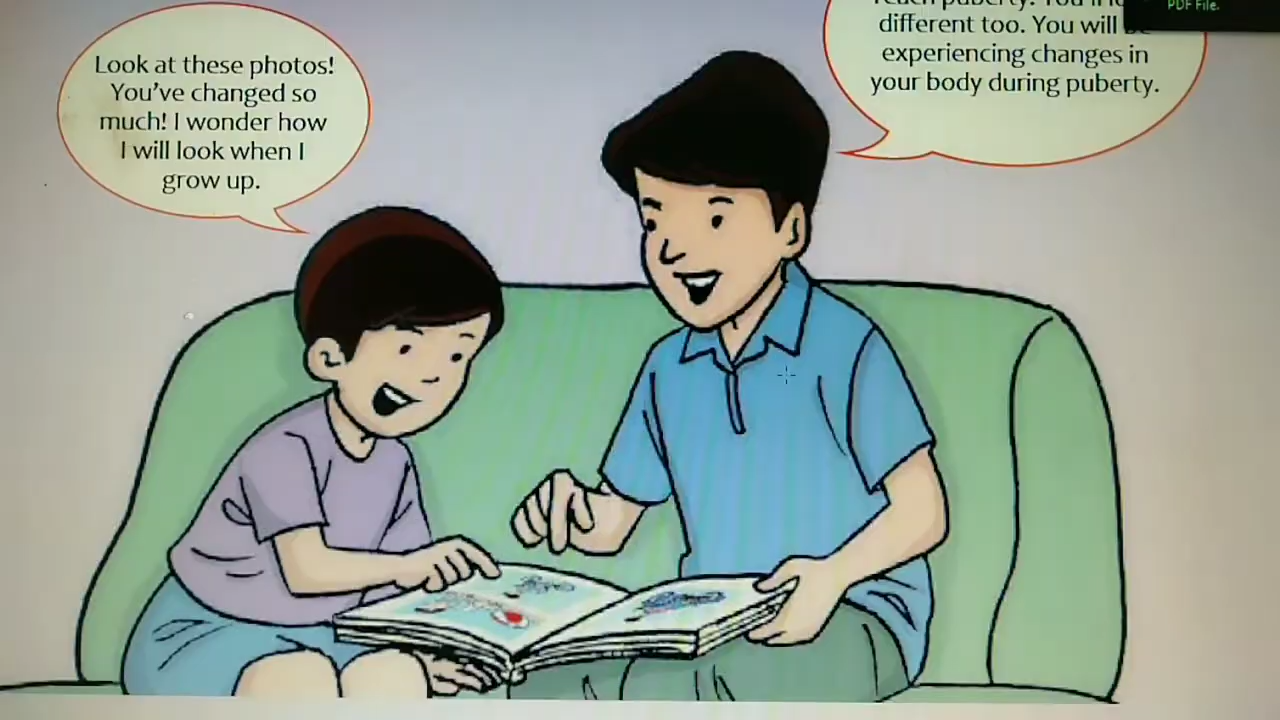 Look at these photos!
You've changed so
much! I wonder how
I will look when I
grow up.
different too. You will
experiencing changes in
your body during puberty.
PDF File.